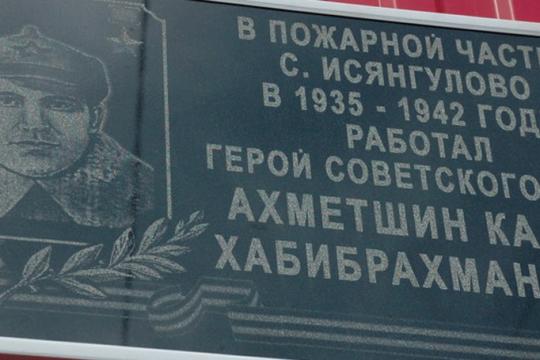 В ПОЖАРНОЙ ЧАСТ
С. ИСЯНГУЛОВО
В 1935 - 1942 ГОД
РАБОТАЛ
ГЕРОЙ СОВЕТСКОГО
АХМЕТШИН КА
ХАБИБРАХМАН